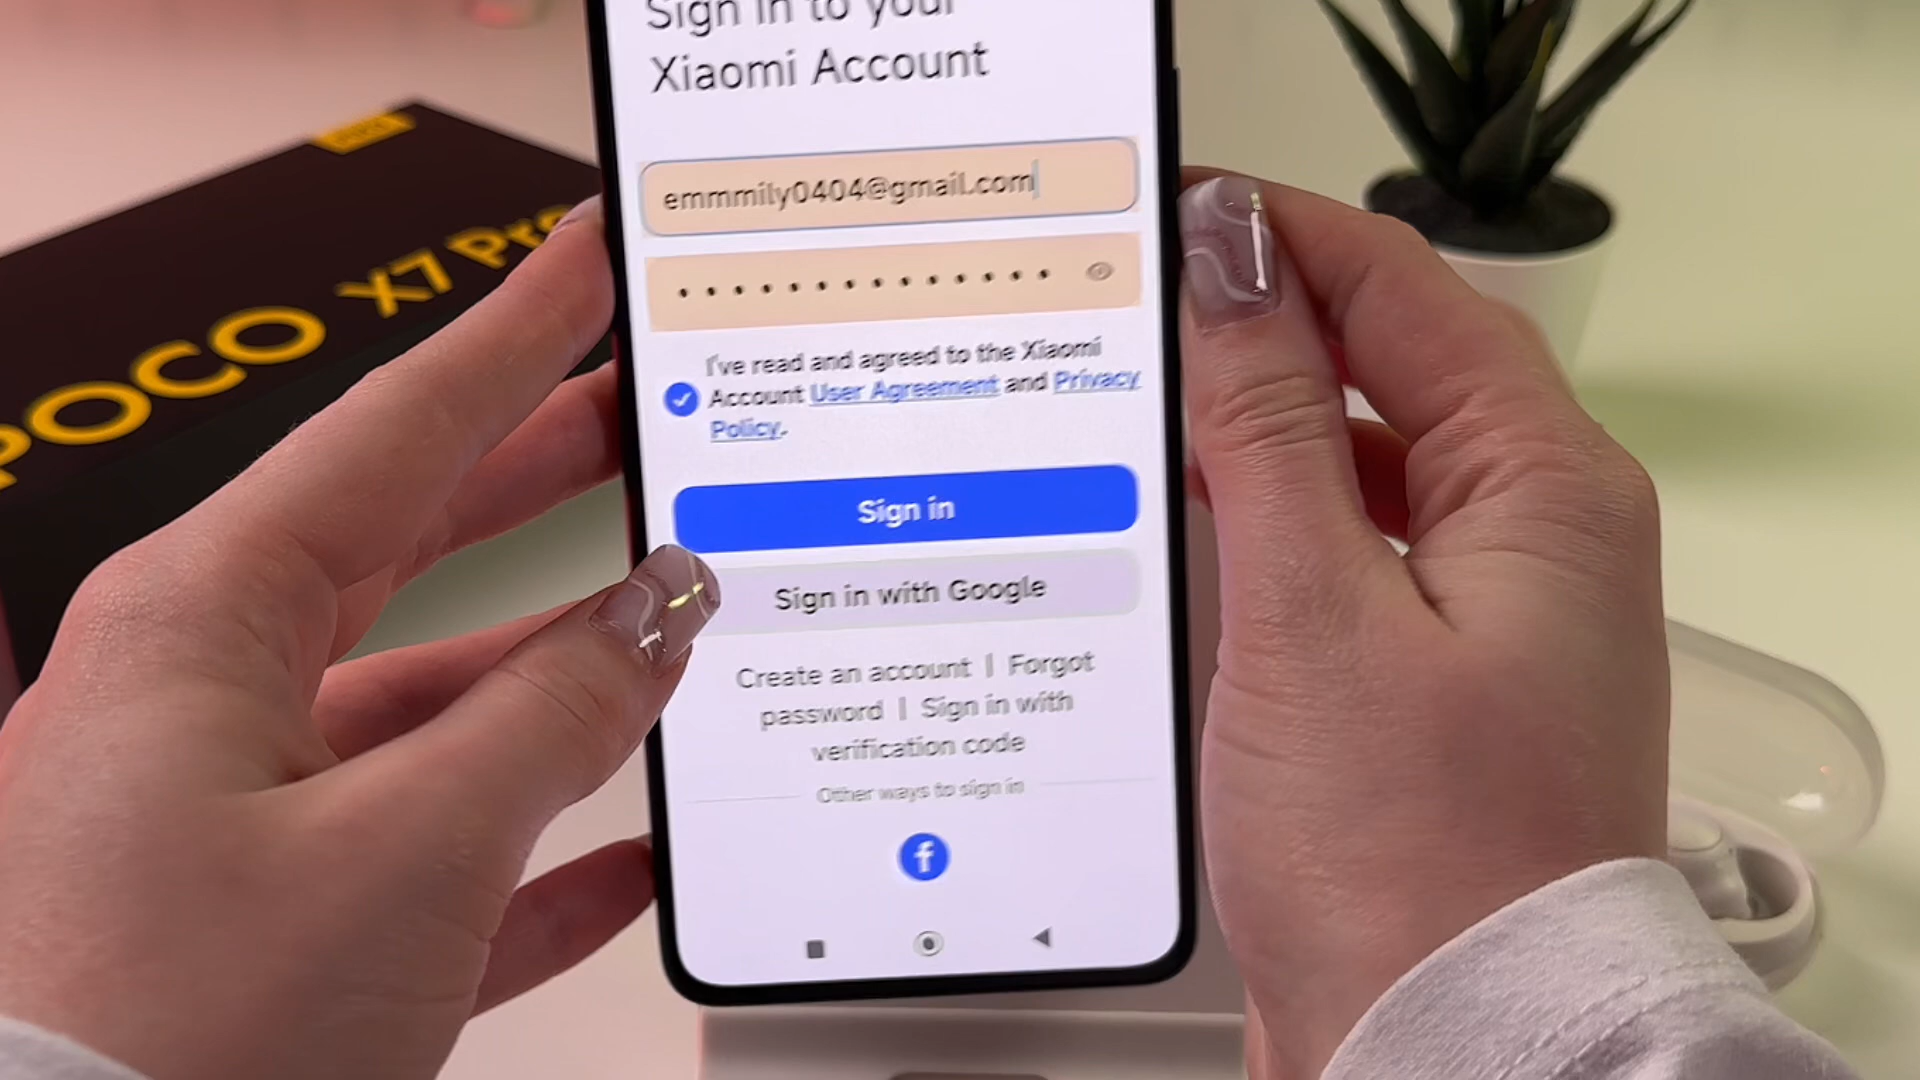 Sign in to your
Xiaomi Account
emmmily0404@gmail.com
I've read and agreed to the Xiaomi
Account User Agreement and Privacy
Policy.
Sign in
Sign in with Google
Create an account | Forgot
password | Sign in with
verification code
Other ways to sign in
f
POCO X7 Pro